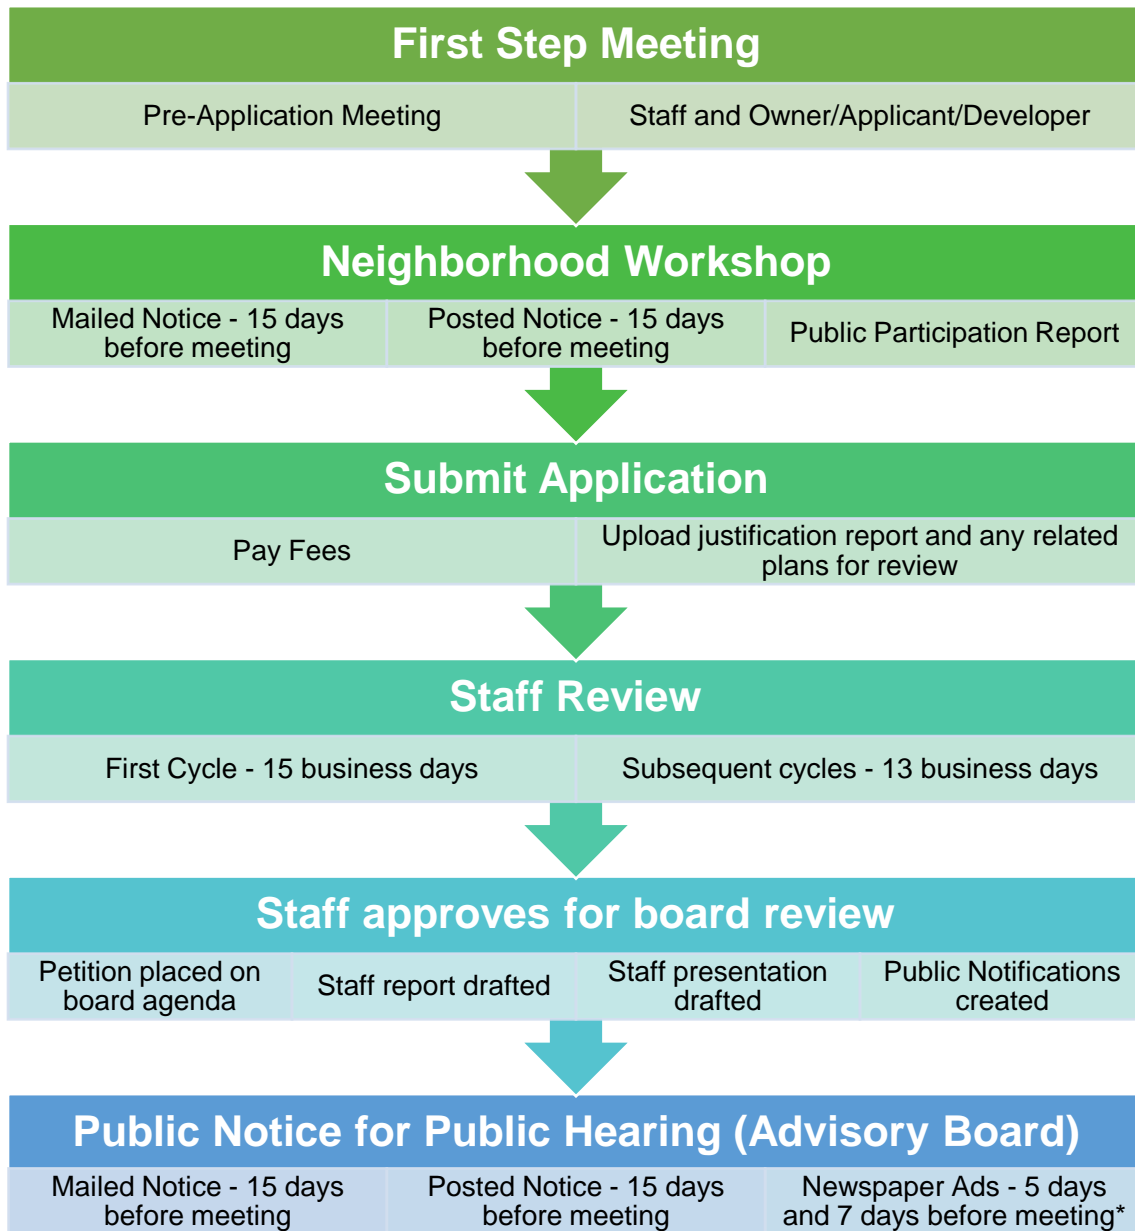 First Step Meeting
Pre-Application Meeting
Staff and Owner/Applicant/Developer
Neighborhood Workshop
Mailed Notice - 15 days
before meeting
Posted Notice - 15 days
before meeting
Public Participation Report
Submit Application
Pay Fees
Upload justification report and any related
plans for review
Staff Review
First Cycle - 15 business days
Subsequent cycles - 13 business days
Staff approves for board review
Petition placed on
board agenda
Staff report drafted
Staff presentation
drafted
Public Notifications
created
Public Notice for Public Hearing (Advisory Board)
Mailed Notice - 15 days
before meeting
Posted Notice - 15 days
before meeting
Newspaper Ads - 5 days
and 7 days before meeting*